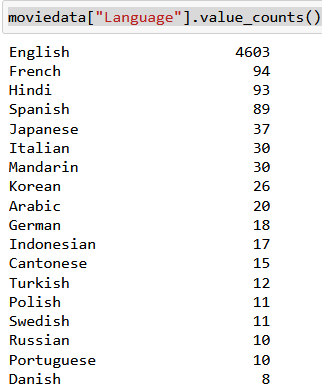 moviedata["Language"].value_counts()
English 4603
French 94
Hindi 93
Spanish 89
Japanese 37
Italian 30
Mandarin 30
Korean 26
Arabic 20
German 18
Indonesian 17
Cantonese 15
Turkish 12
Polish 11
Swedish 11
Russian 10
Portuguese 10
Danish 8